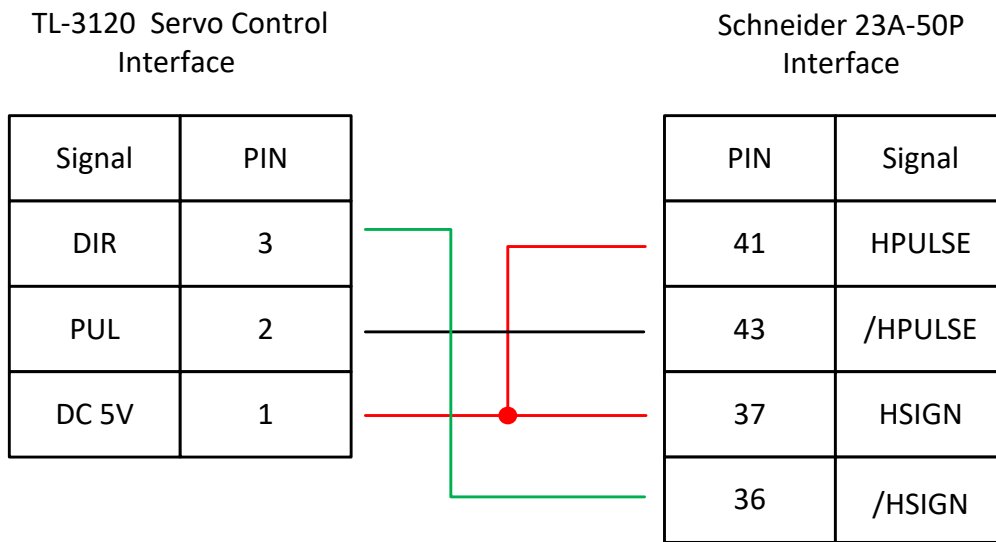 TL-3120 Servo Control
Interface
Schneider 23A-50P
Interface
Signal PIN
DIR 3
PUL 2
DC 5V 1
PIN Signal
41 HPULSE
43 /HPULSE
37 HSIGN
36 /HSIGN